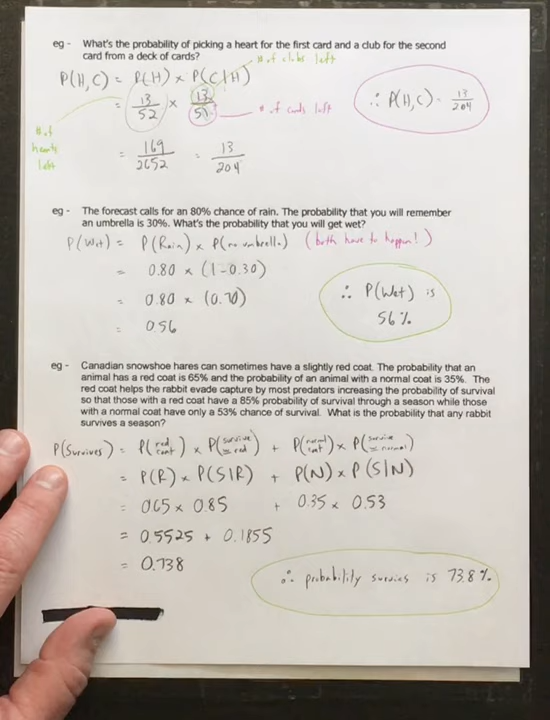 eg - What's the probability of picking a heart for the first card and a club for the second
card from a deck of cards?
# of clubs left
P(H,C) = P(H) × P(C|H)
= 13/52 × 13/51
# of cards left
∴ P(H,C) = 13/204
# of
hearts
left
= 169/2652 = 13/204
eg - The forecast calls for an 80% chance of rain. The probability that you will remember
an umbrella is 30%. What's the probability that you will get wet?
P(Wet) = P(Rain) × P(no umbrella) (both have to happen!)
= 0.80 × (1-0.30)
= 0.80 × (0.70)
= 0.56
∴ P(Wet) is
56%
eg - Canadian snowshoe hares can sometimes have a slightly red coat. The probability that an
animal has a red coat is 65% and the probability of an animal with a normal coat is 35%. The
red coat helps the rabbit evade capture by most predators increasing the probability of survival
so that those with a red coat have a 85% probability of survival through a season while those
with a normal coat have only a 53% chance of survival. What is the probability that any rabbit
survives a season?
P(Survives) = P(red coat) × P(survive if red) + P(normal coat) × P(survive if normal)
= P(R) × P(S|R) + P(N) × P(S|N)
= 0.65 × 0.85 + 0.35 × 0.53
= 0.5525 + 0.1855
= 0.738
∴ probability survives is 73.8%